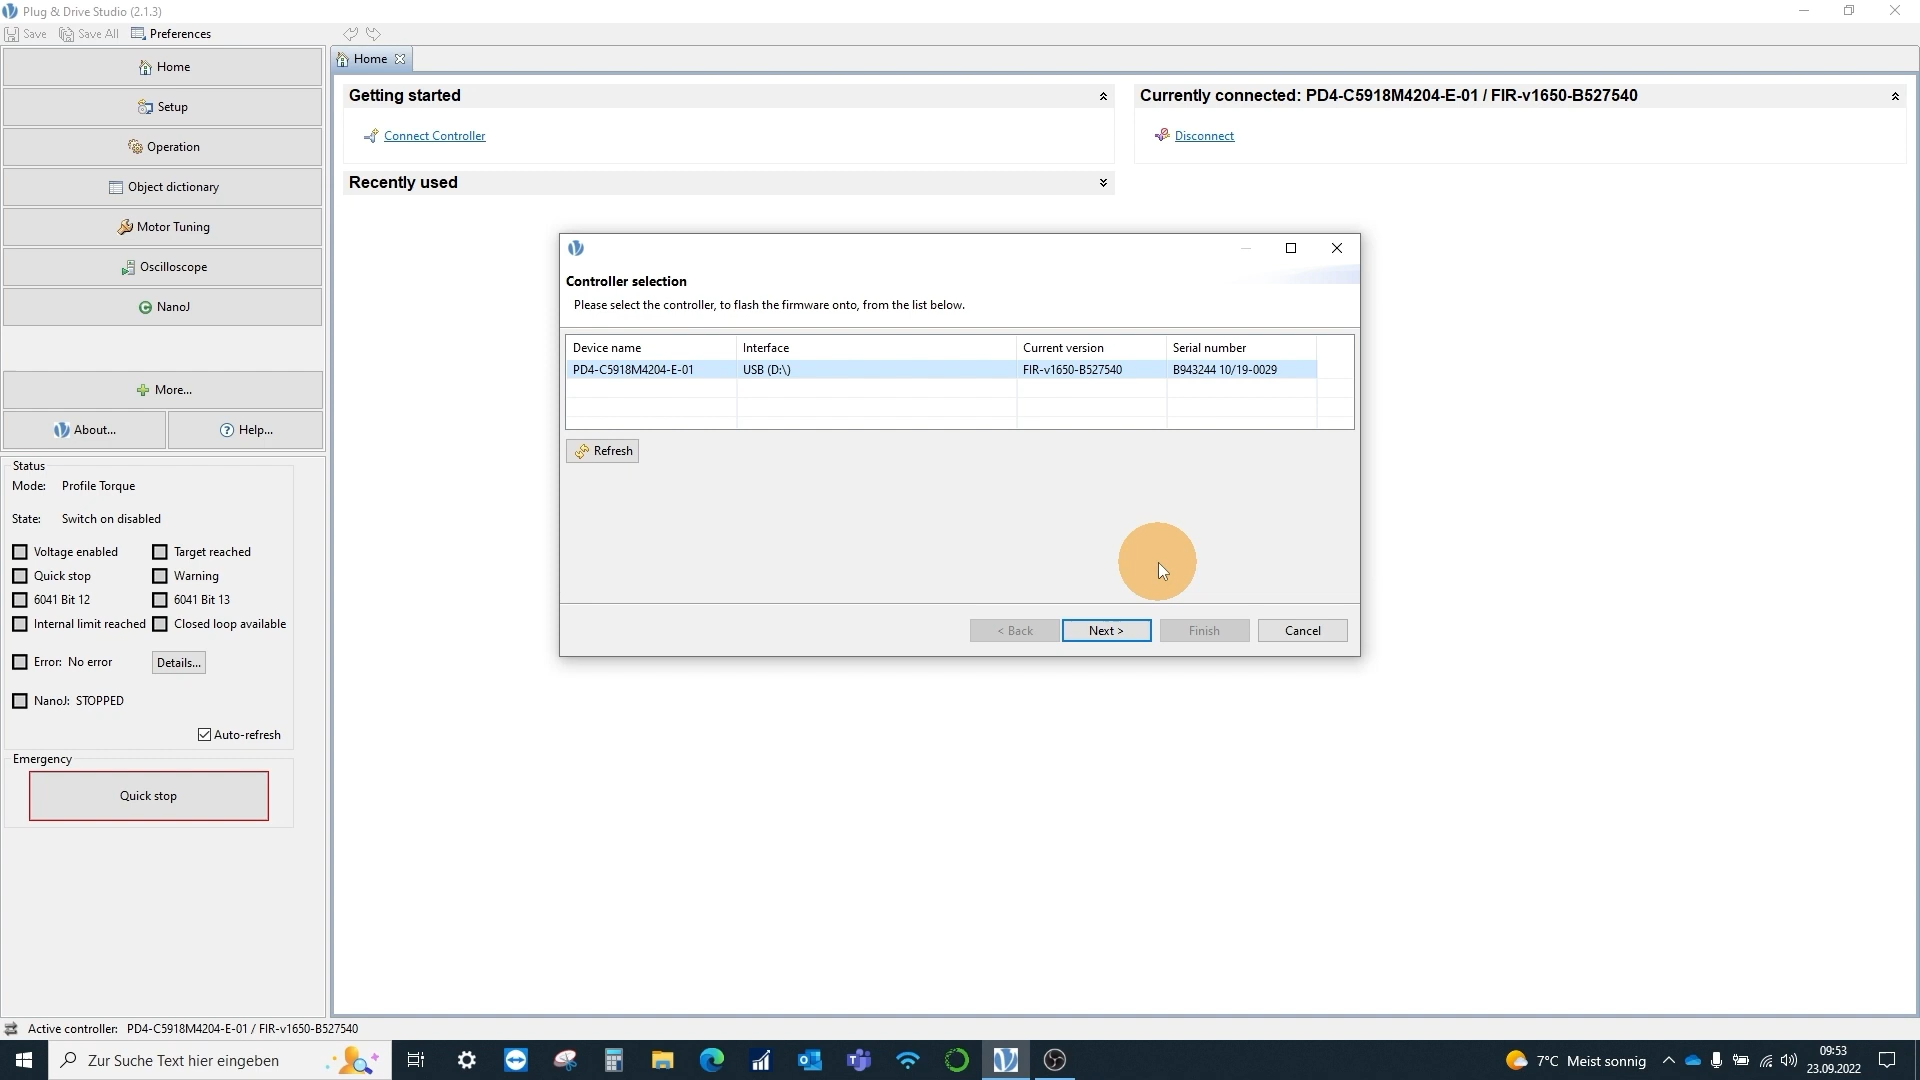 Plug & Drive Studio (2.1.3)
Save Save All Preferences
Home
Setup
Operation
Object dictionary
Motor Tuning
Oscilloscope
NanoJ
More...
About... Help...
Status
Mode: Profile Torque
State: Switch on disabled
Voltage enabled Target reached
Quick stop Warning
6041 Bit 12 6041 Bit 13
Internal limit reached Closed loop available
Error: No error Details...
NanoJ: STOPPED
Auto-refresh
Emergency
Quick stop
Home
Getting started
Connect Controller
Recently used
Currently connected: PD4-C5918M4204-E-01 / FIR-v1650-B527540
Disconnect
Controller selection
Please select the controller, to flash the firmware onto, from the list below.
Device name Interface Current version Serial number
PD4-C5918M4204-E-01 USB (D:\) FIR-v1650-B527540 B943244 10/19-0029
Refresh
< Back Next > Finish Cancel
Active controller: PD4-C5918M4204-E-01 / FIR-v1650-B527540
Zur Suche Text hier eingeben
7°C Meist sonnig
09:53
23.09.2022